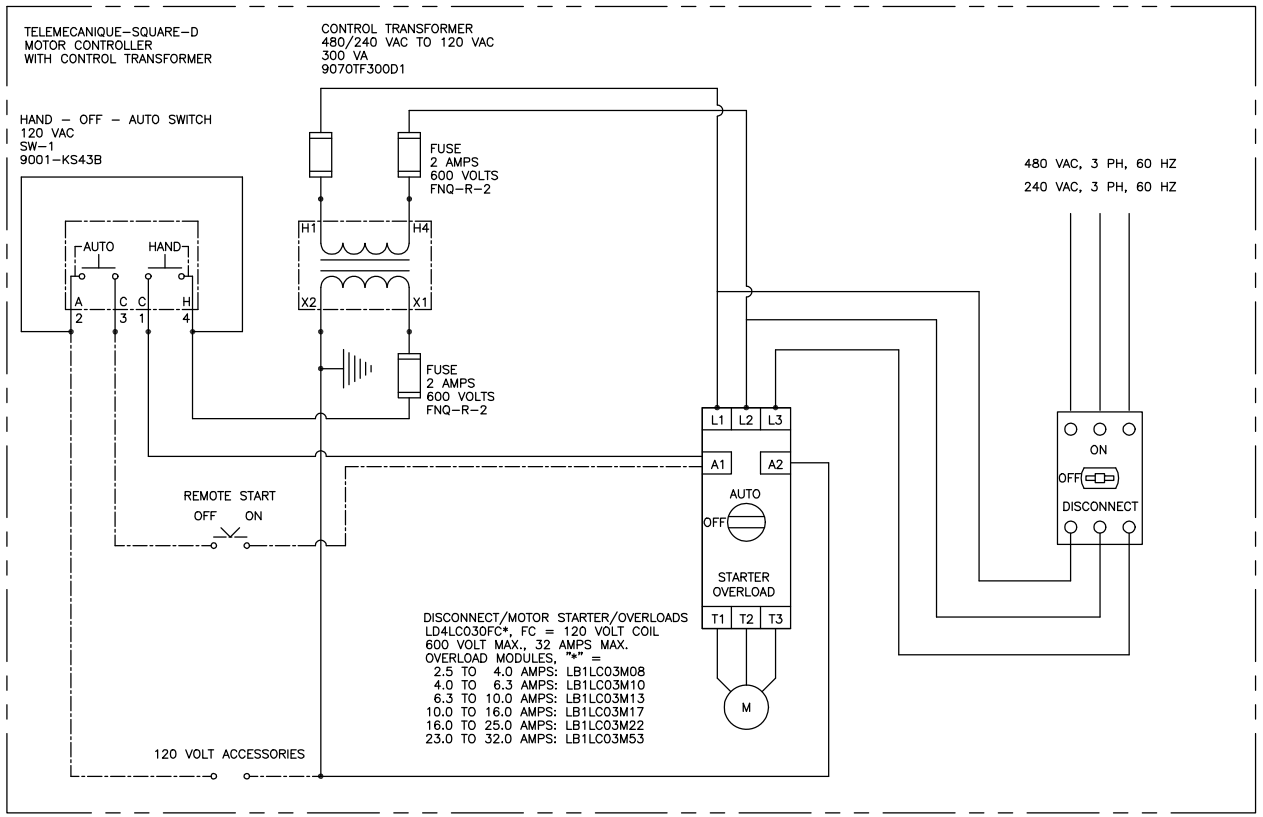 TELEMECANIQUE-SQUARE-D
MOTOR CONTROLLER
WITH CONTROL TRANSFORMER
CONTROL TRANSFORMER
480/240 VAC TO 120 VAC
300 VA
9070TF300D1
HAND - OFF - AUTO SWITCH
120 VAC
SW-1
9001-KS43B
FUSE
2 AMPS
600 VOLTS
FNQ-R-2
480 VAC, 3 PH, 60 HZ
240 VAC, 3 PH, 60 HZ
H1 H4
AUTO HAND
A C C H
2 3 1 4
X2 X1
FUSE
2 AMPS
600 VOLTS
FNQ-R-2
L1 L2 L3
A1 A2
AUTO
OFF
STARTER
OVERLOAD
T1 T2 T3
M
ON
OFF
DISCONNECT
REMOTE START
OFF ON
DISCONNECT/MOTOR STARTER/OVERLOADS
LD4LC030FC*, FC = 120 VOLT COIL
600 VOLT MAX., 32 AMPS MAX.
OVERLOAD MODULES, "*" =
2.5 TO 4.0 AMPS: LB1LC03M08
4.0 TO 6.3 AMPS: LB1LC03M10
6.3 TO 10.0 AMPS: LB1LC03M13
10.0 TO 16.0 AMPS: LB1LC03M17
16.0 TO 25.0 AMPS: LB1LC03M22
23.0 TO 32.0 AMPS: LB1LC03M53
120 VOLT ACCESSORIES